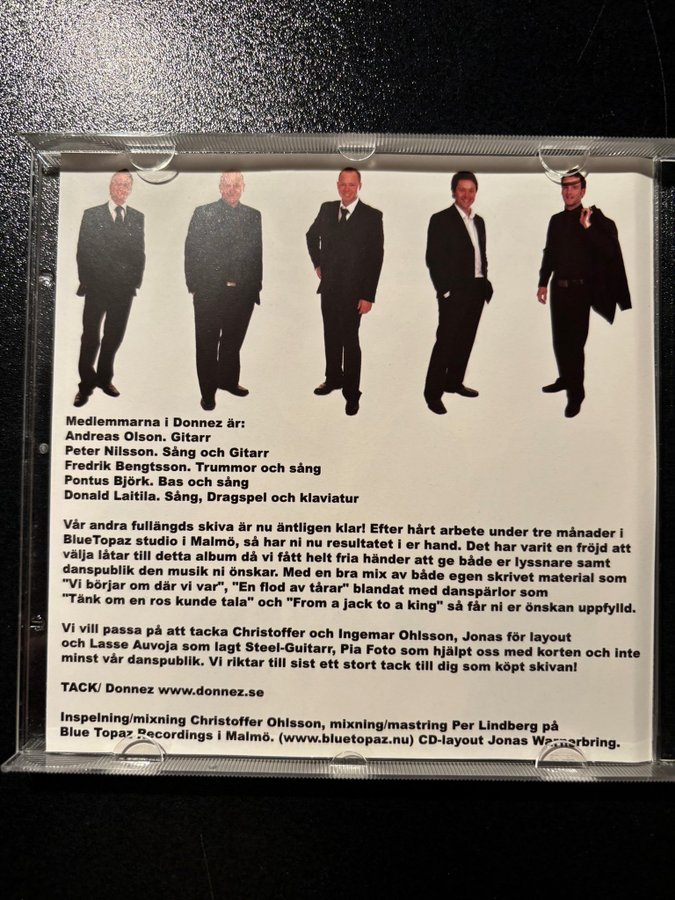 Medlemmarna i Donnez är:
Andreas Olson. Gitarr
Peter Nilsson. Sång och Gitarr
Fredrik Bengtsson. Trummor och sång
Pontus Björk. Bas och sång
Donald Laitila. Sång, Dragspel och klaviatur
Vår andra fullängds skiva är nu äntligen klar! Efter hårt arbete under tre månader i
BlueTopaz studio i Malmö, så har ni nu resultatet i er hand. Det har varit en fröjd att
välja låtar till detta album då vi fått helt fria händer att ge både er lyssnare samt
danspublik den musik ni önskar. Med en bra mix av både egen skrivet material som
"Vi börjar om där vi var", "En flod av tårar" blandat med danspärlor som
"Tänk om en ros kunde tala" och "From a jack to a king" så får ni er önskan uppfylld.
Vi vill passa på att tacka Christoffer och Ingemar Ohlsson, Jonas för layout
och Lasse Auvoja som lagt Steel-Guitarr, Pia Foto som hjälpt oss med korten och inte
minst vår danspublik. Vi riktar till sist ett stort tack till dig som köpt skivan!
TACK/ Donnez www.donnez.se
Inspelning/mixning Christoffer Ohlsson, mixning/mastring Per Lindberg på
Blue Topaz Recordings i Malmö. (www.bluetopaz.nu) CD-layout Jonas Warnerbring.